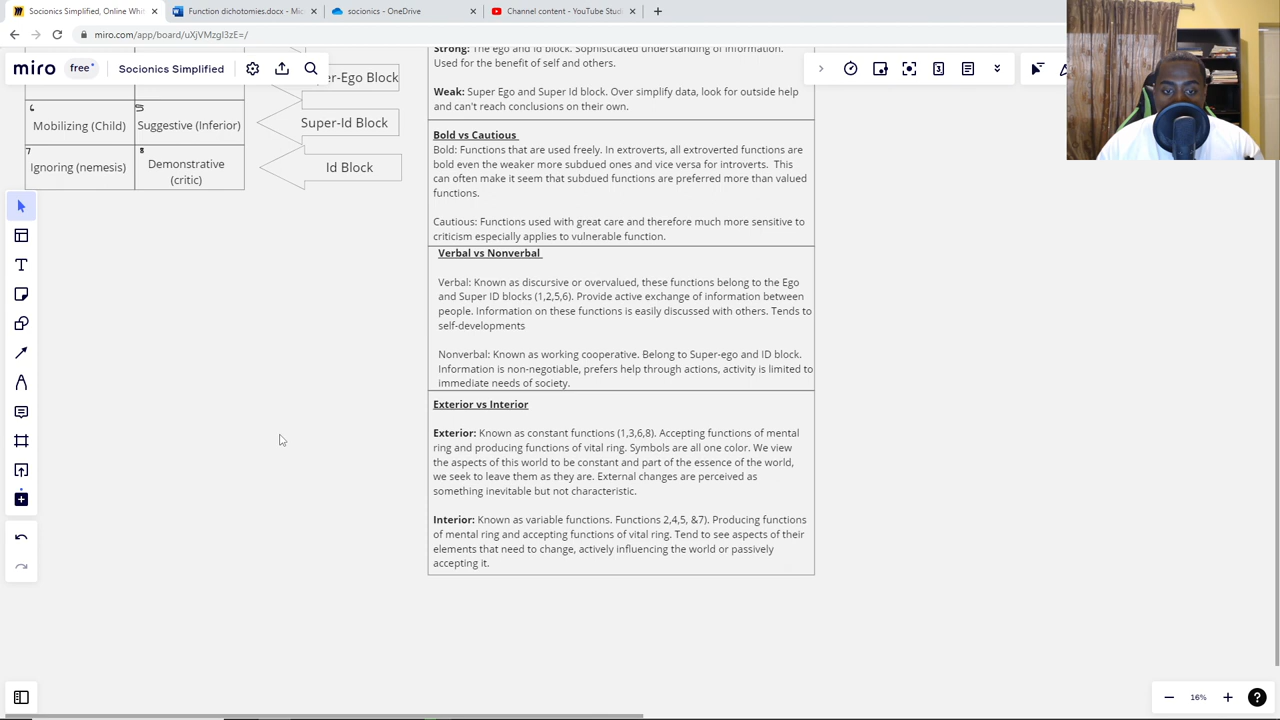 Socionics Simplified, Online Whit
Function dichotomies.docx - Mic
socionics - OneDrive
Channel content - YouTube Stud
miro.com/app/board/uXjVMzgI3zE=/
miro free Socionics Simplified
er-Ego Block
6
Mobilizing (Child)
5
Suggestive (Inferior)
Super-Id Block
7
Ignoring (nemesis)
8
Demonstrative
(critic)
Id Block
Strong: The ego and Id block. Sophisticated understanding of information.
Used for the benefit of self and others.
Weak: Super Ego and Super Id block. Over simplify data, look for outside help
and can't reach conclusions on their own.
Bold vs Cautious
Bold: Functions that are used freely. In extroverts, all extroverted functions are
bold even the weaker more subdued ones and vice versa for introverts. This
can often make it seem that subdued functions are preferred more than valued
functions.
Cautious: Functions used with great care and therefore much more sensitive to
criticism especially applies to vulnerable function.
Verbal vs Nonverbal
Verbal: Known as discursive or overvalued, these functions belong to the Ego
and Super ID blocks (1,2,5,6). Provide active exchange of information between
people. Information on these functions is easily discussed with others. Tends to
self-developments
Nonverbal: Known as working cooperative. Belong to Super-ego and ID block.
Information is non-negotiable, prefers help through actions, activity is limited to
immediate needs of society.
Exterior vs Interior
Exterior: Known as constant functions (1,3,6,8). Accepting functions of mental
ring and producing functions of vital ring. Symbols are all one color. We view
the aspects of this world to be constant and part of the essence of the world,
we seek to leave them as they are. External changes are perceived as
something inevitable but not characteristic.
Interior: Known as variable functions. Functions 2,4,5, &7). Producing functions
of mental ring and accepting functions of vital ring. Tend to see aspects of their
elements that need to change, actively influencing the world or passively
accepting it.
16%